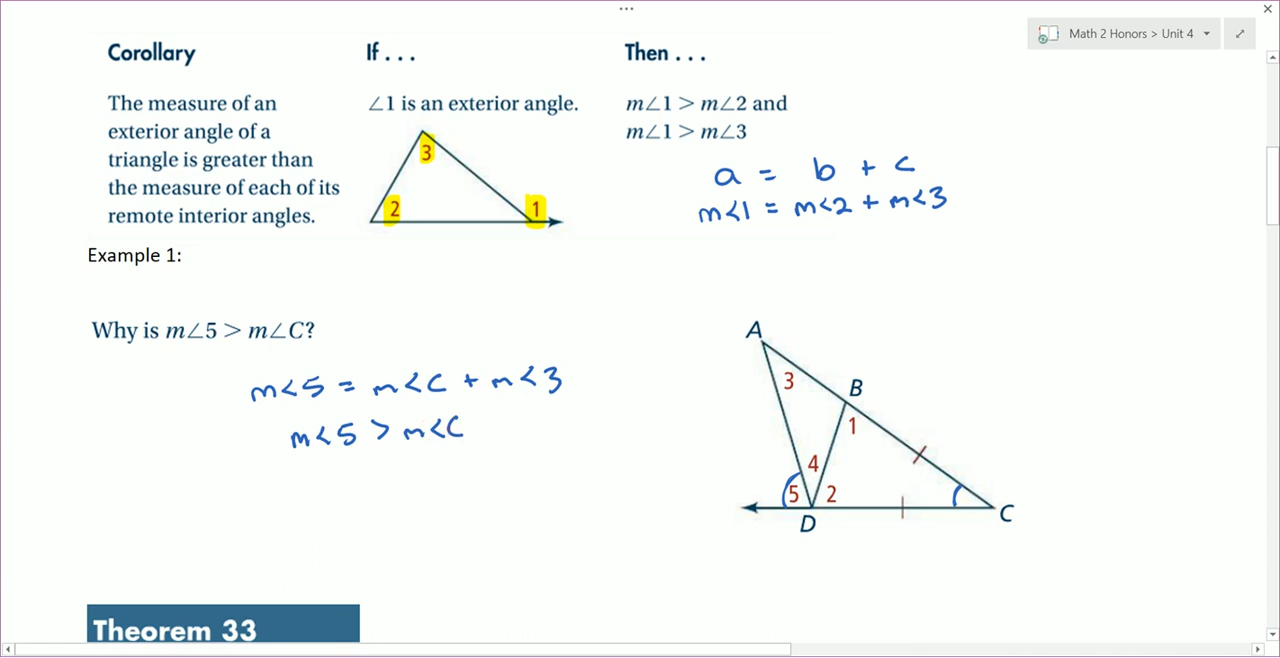 Math 2 Honors > Unit 4
Corollary If . . . Then . . .
The measure of an
exterior angle of a
triangle is greater than
the measure of each of its
remote interior angles.
∠1 is an exterior angle.
3
2
1
m∠1 > m∠2 and
m∠1 > m∠3
a = b + c
m<1 = m<2 + m<3
Example 1:
Why is m∠5 > m∠C?
m<5 = m<C + m<3
m<5 > m<C
A
3
B
1
4
5
2
D
C
Theorem 33